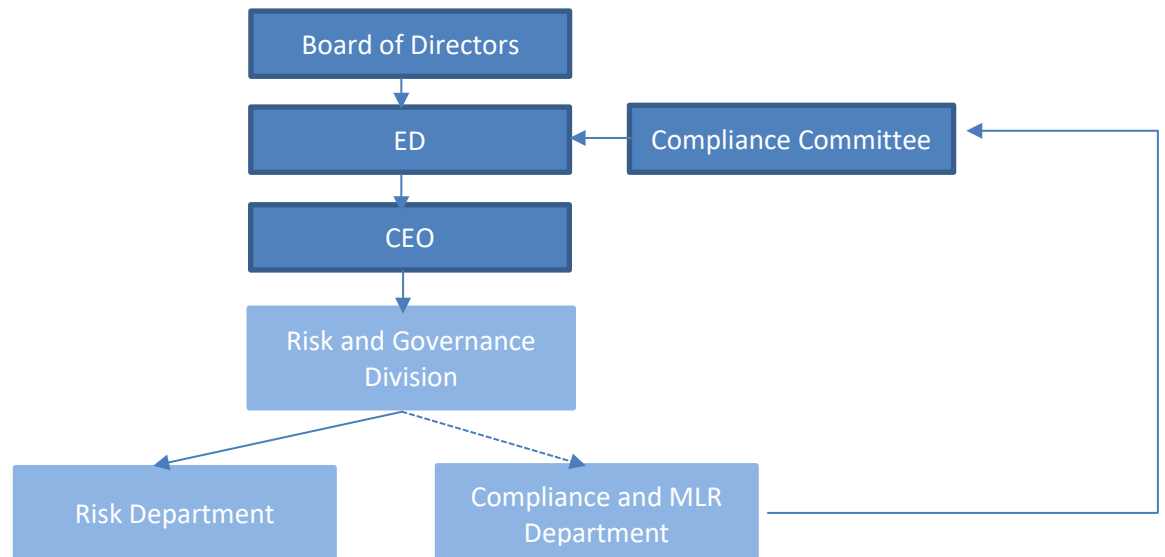 Board of Directors
ED
Compliance Committee
CEO
Risk and Governance
Division
Risk Department
Compliance and MLR
Department